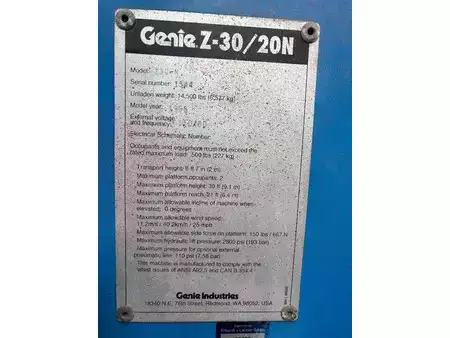 Genie Z-30/20N
Model: Z30-N
Serial number:
Unladen weight: 14,500 lbs (6,577 kg)
Model year:
External voltage
and frequency:
Electrical Schematic Number:
Occupants and equipment must not exceed the
rated maximum load: 500 lbs (227 kg)
Transport height: 6 ft 7 in (2 m)
Maximum platform occupants: 2
Maximum platform height: 30 ft (9.1 m)
Maximum platform reach: 21 ft (6.4 m)
Maximum allowable incline of machine when
elevated: 0 degrees
Maximum allowable wind speed:
11.2m/s / 40.2km/h / 25 mph
Maximum allowable side force on platform: 150 lbs / 667 N
Maximum hydraulic lift pressure: 2800 psi (193 bar)
Maximum pressure for optional external
pneumatic line: 110 psi (7.58 bar)
This machine is manufactured to comply with the
latest issues of ANSI A92.5 and CAN B.354.4
Genie Industries
18340 N.E. 76th Street, Redmond, WA 98052, USA